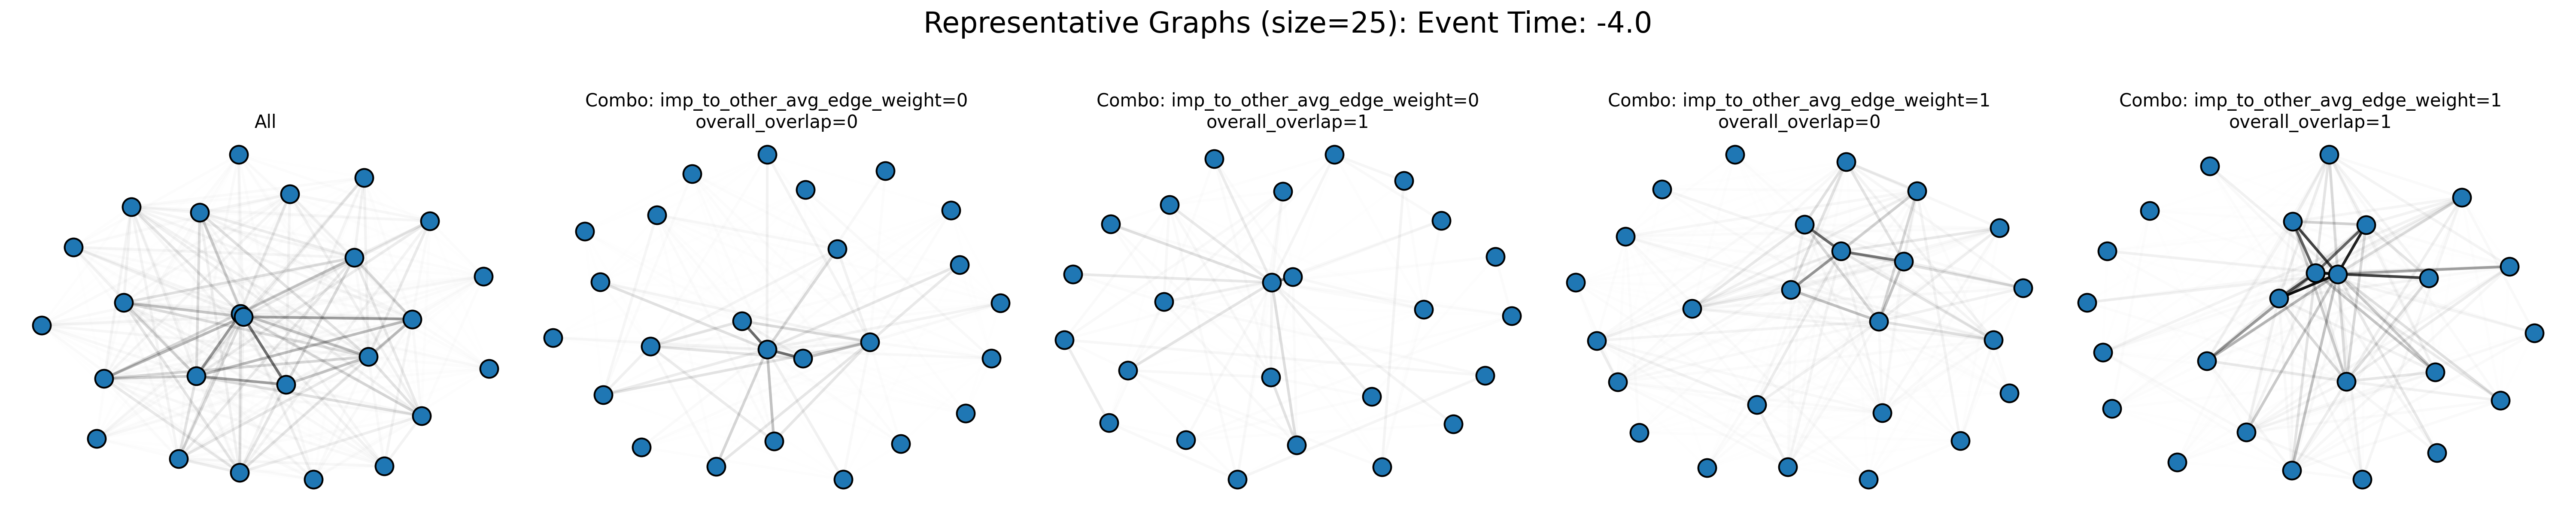 Representative Graphs (size=25): Event Time: -4.0
All
Combo: imp_to_other_avg_edge_weight=0
overall_overlap=0
Combo: imp_to_other_avg_edge_weight=0
overall_overlap=1
Combo: imp_to_other_avg_edge_weight=1
overall_overlap=0
Combo: imp_to_other_avg_edge_weight=1
overall_overlap=1